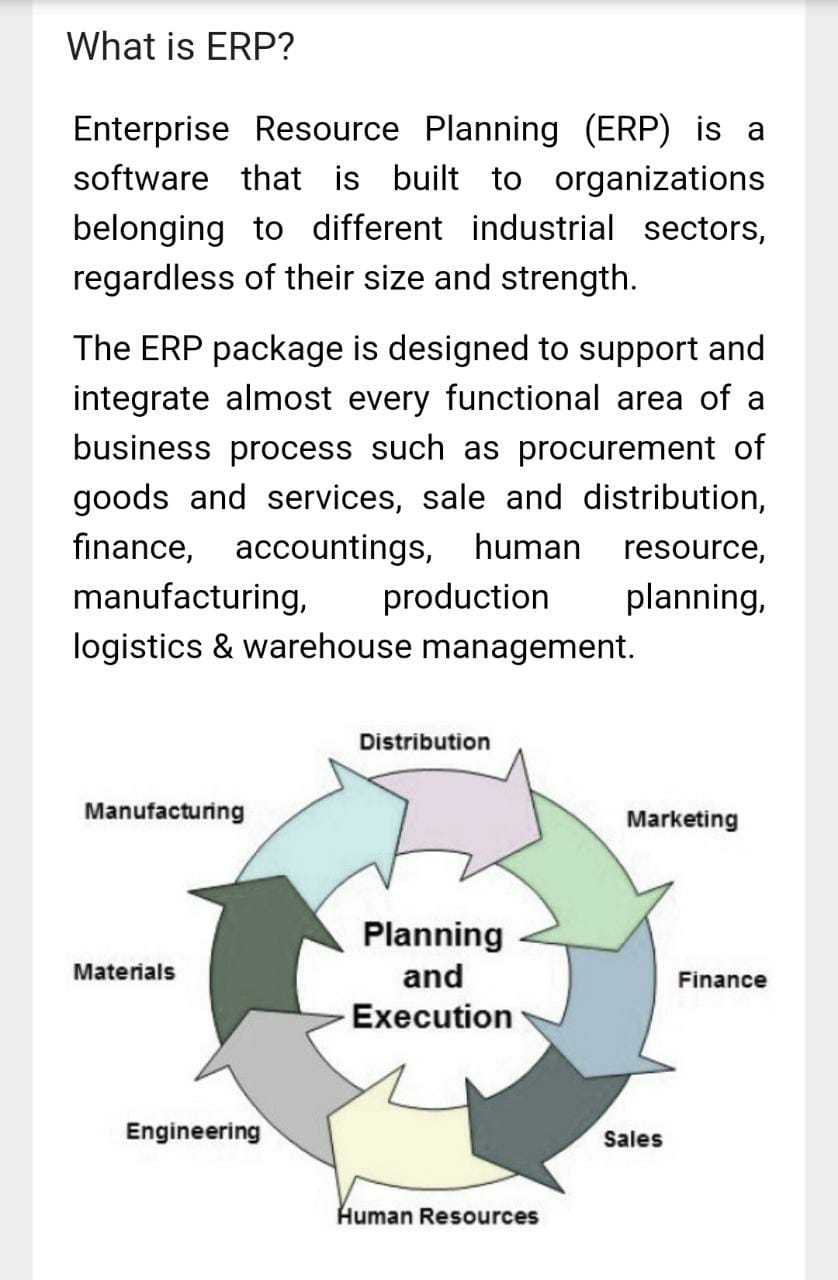 What is ERP?
Enterprise Resource Planning (ERP) is a
software that is built to organizations
belonging to different industrial sectors,
regardless of their size and strength.
The ERP package is designed to support and
integrate almost every functional area of a
business process such as procurement of
goods and services, sale and distribution,
finance, accountings, human resource,
manufacturing, production planning,
logistics & warehouse management.
Distribution
Manufacturing
Marketing
Planning
and
Execution
Materials
Finance
Engineering
Sales
Human Resources